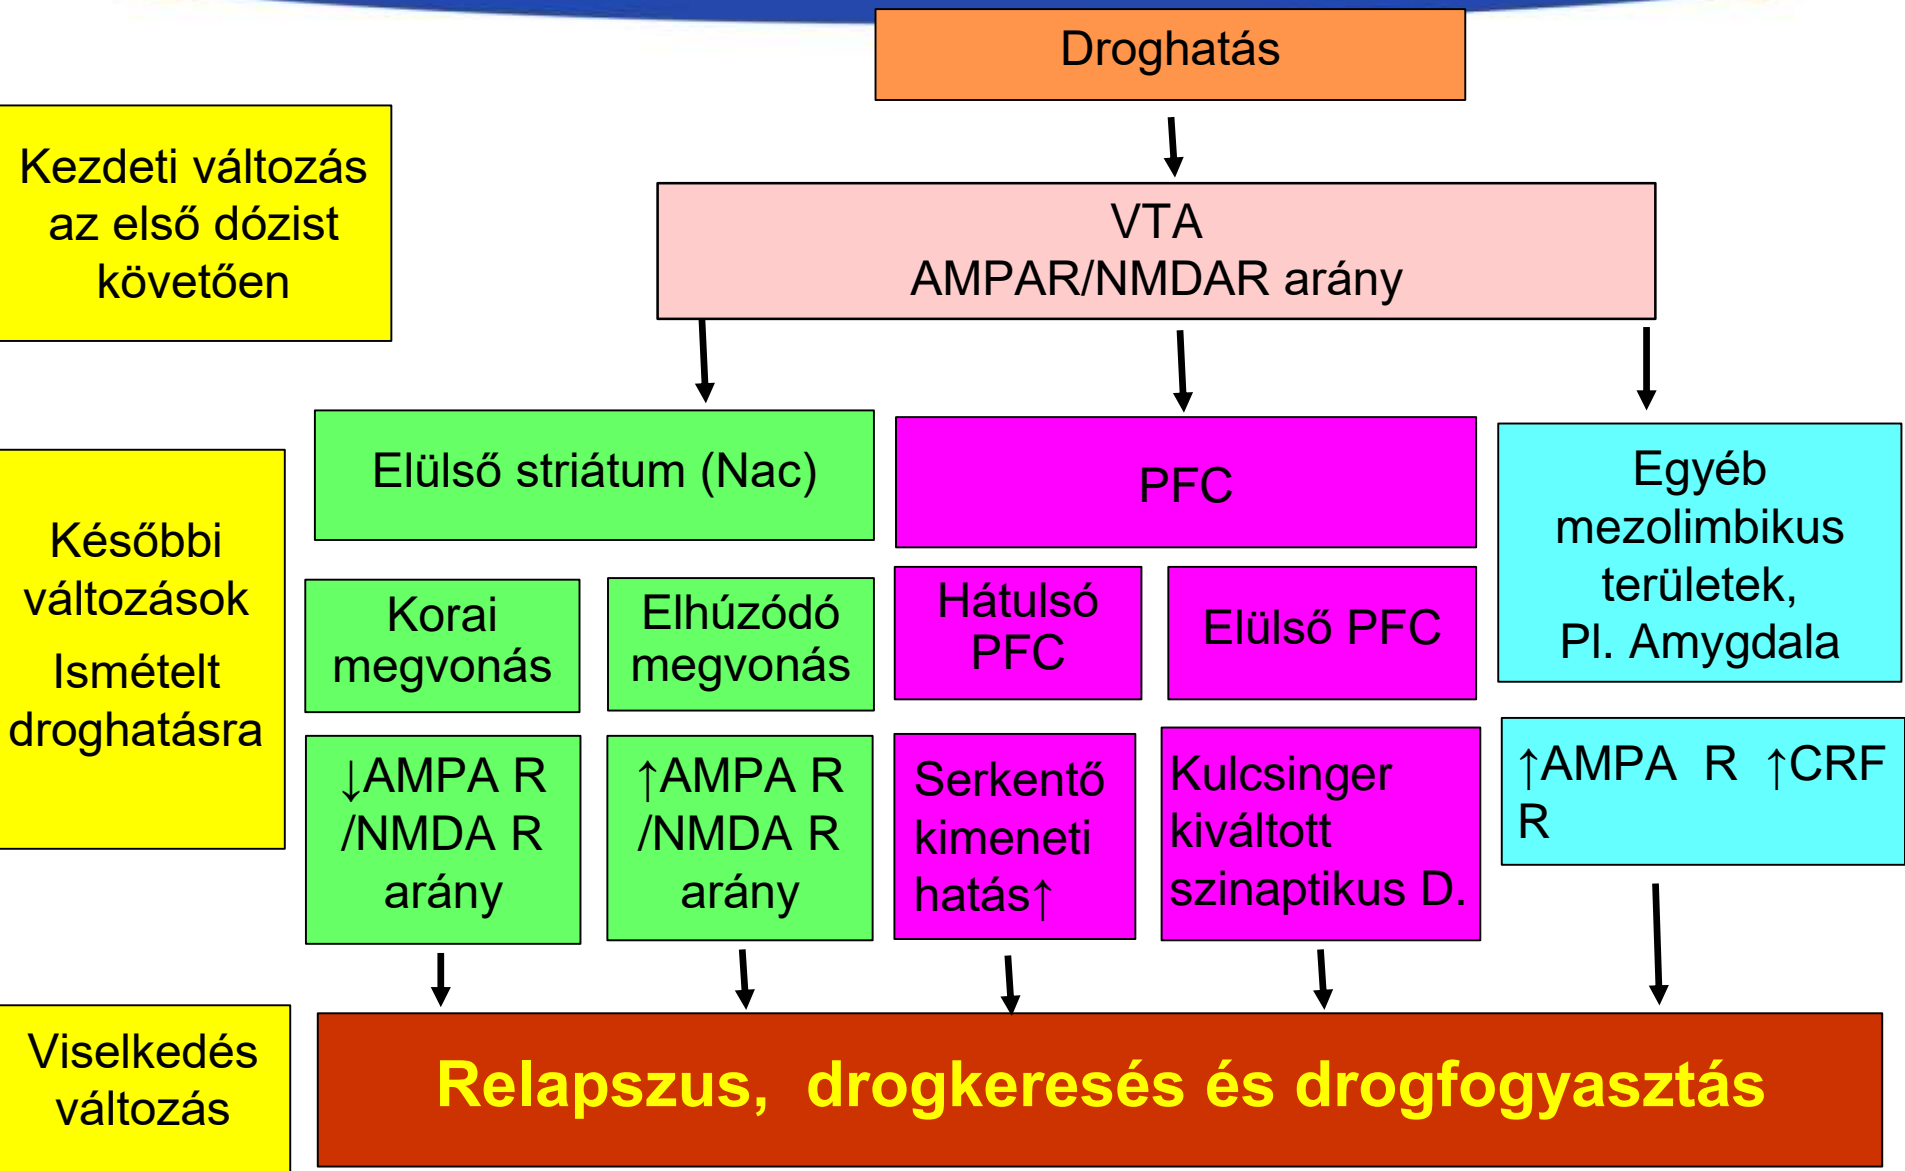 Droghatás
Kezdeti változás
az első dózist
követően
VTA
AMPAR/NMDAR arány
Elülső striátum (Nac)
PFC
Egyéb
mezolimbikus
területek,
Pl. Amygdala
Későbbi
változások
Ismételt
droghatásra
Korai
megvonás
Elhúzódó
megvonás
Hátulsó
PFC
Elülső PFC
↓AMPA R
/NMDA R
arány
↑AMPA R
/NMDA R
arány
Serkentő
kimeneti
hatás↑
Kulcsinger
kiváltott
szinaptikus D.
↑AMPA R ↑CRF
R
Viselkedés
változás
Relapszus, drogkeresés és drogfogyasztás